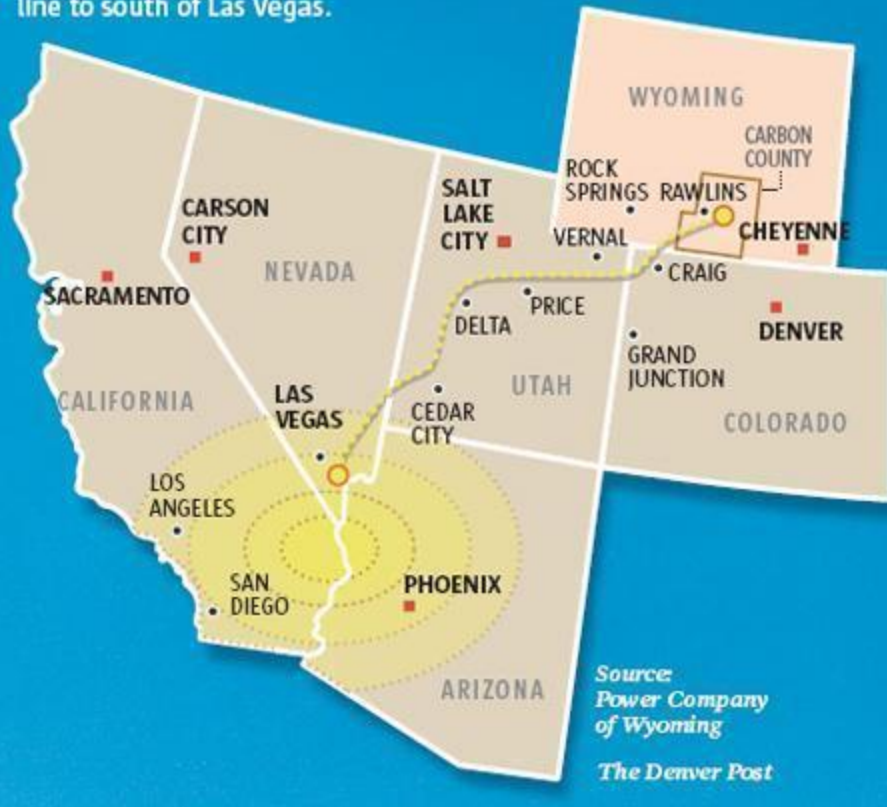 line to south of Las Vegas.
WYOMING
CARBON
COUNTY
ROCK
SPRINGS
RAWLINS
SALT
LAKE
CITY
CARSON
CITY
VERNAL
CHEYENNE
NEVADA
CRAIG
SACRAMENTO
PRICE
DELTA
DENVER
GRAND
JUNCTION
UTAH
LAS
VEGAS
CALIFORNIA
CEDAR
CITY
COLORADO
LOS
ANGELES
SAN
DIEGO
PHOENIX
ARIZONA
Source:
Power Company
of Wyoming
The Denver Post